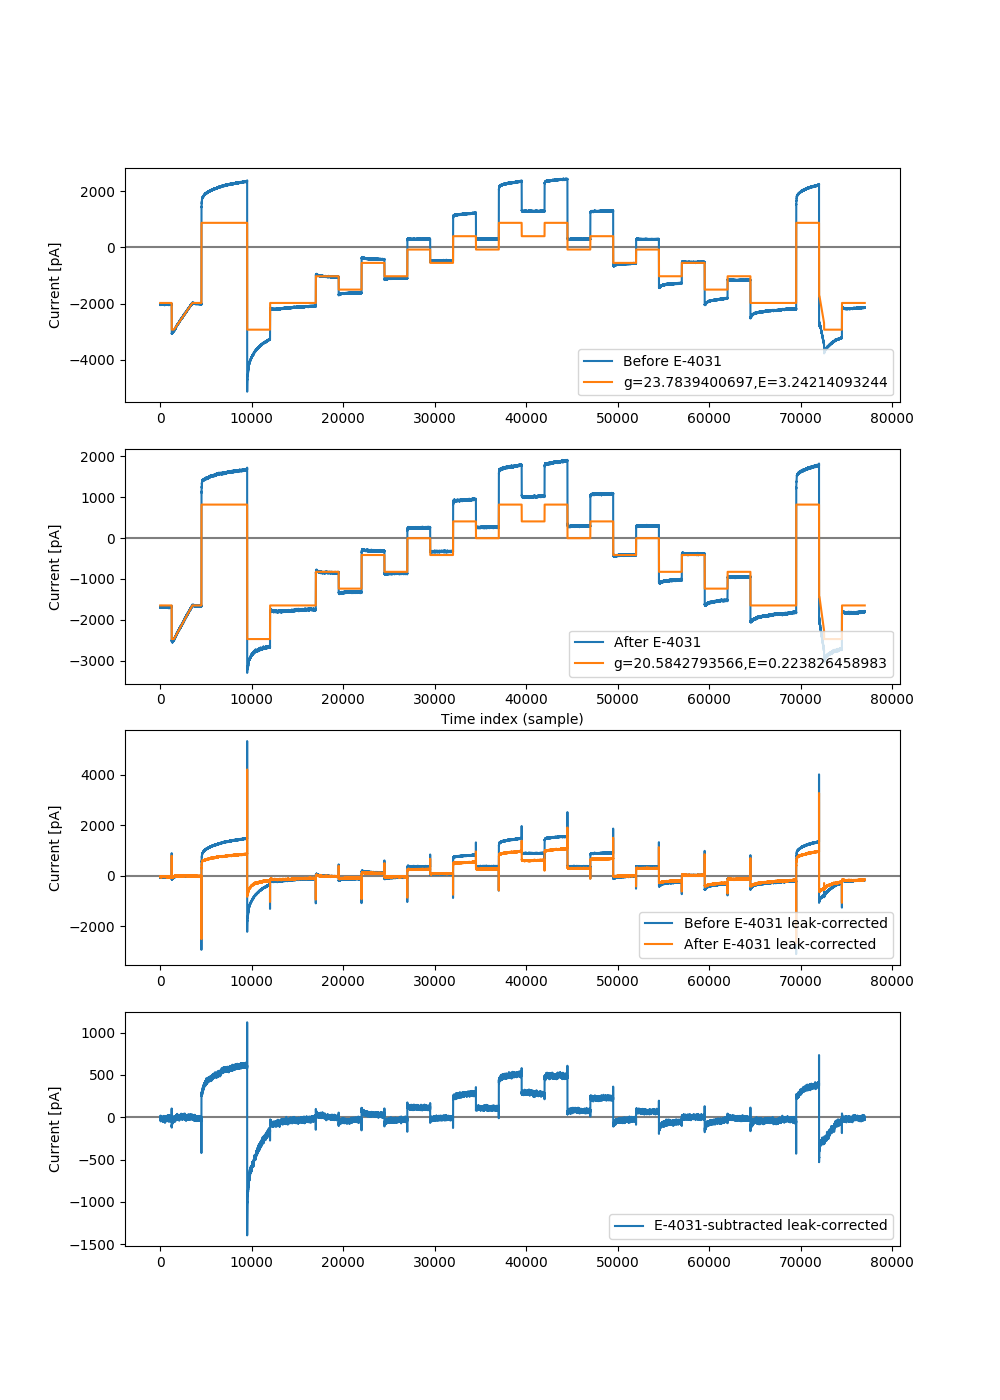 2000
0
−2000
−4000
Current [pA]
Before E-4031
g=23.7839400697,E=3.24214093244
0 10000 20000 30000 40000 50000 60000 70000 80000
2000
1000
0
−1000
−2000
−3000
Current [pA]
After E-4031
g=20.5842793566,E=0.223826458983
0 10000 20000 30000 40000 50000 60000 70000 80000
Time index (sample)
4000
2000
0
−2000
Current [pA]
Before E-4031 leak-corrected
After E-4031 leak-corrected
0 10000 20000 30000 40000 50000 60000 70000 80000
1000
500
0
−500
−1000
−1500
Current [pA]
E-4031-subtracted leak-corrected
0 10000 20000 30000 40000 50000 60000 70000 80000